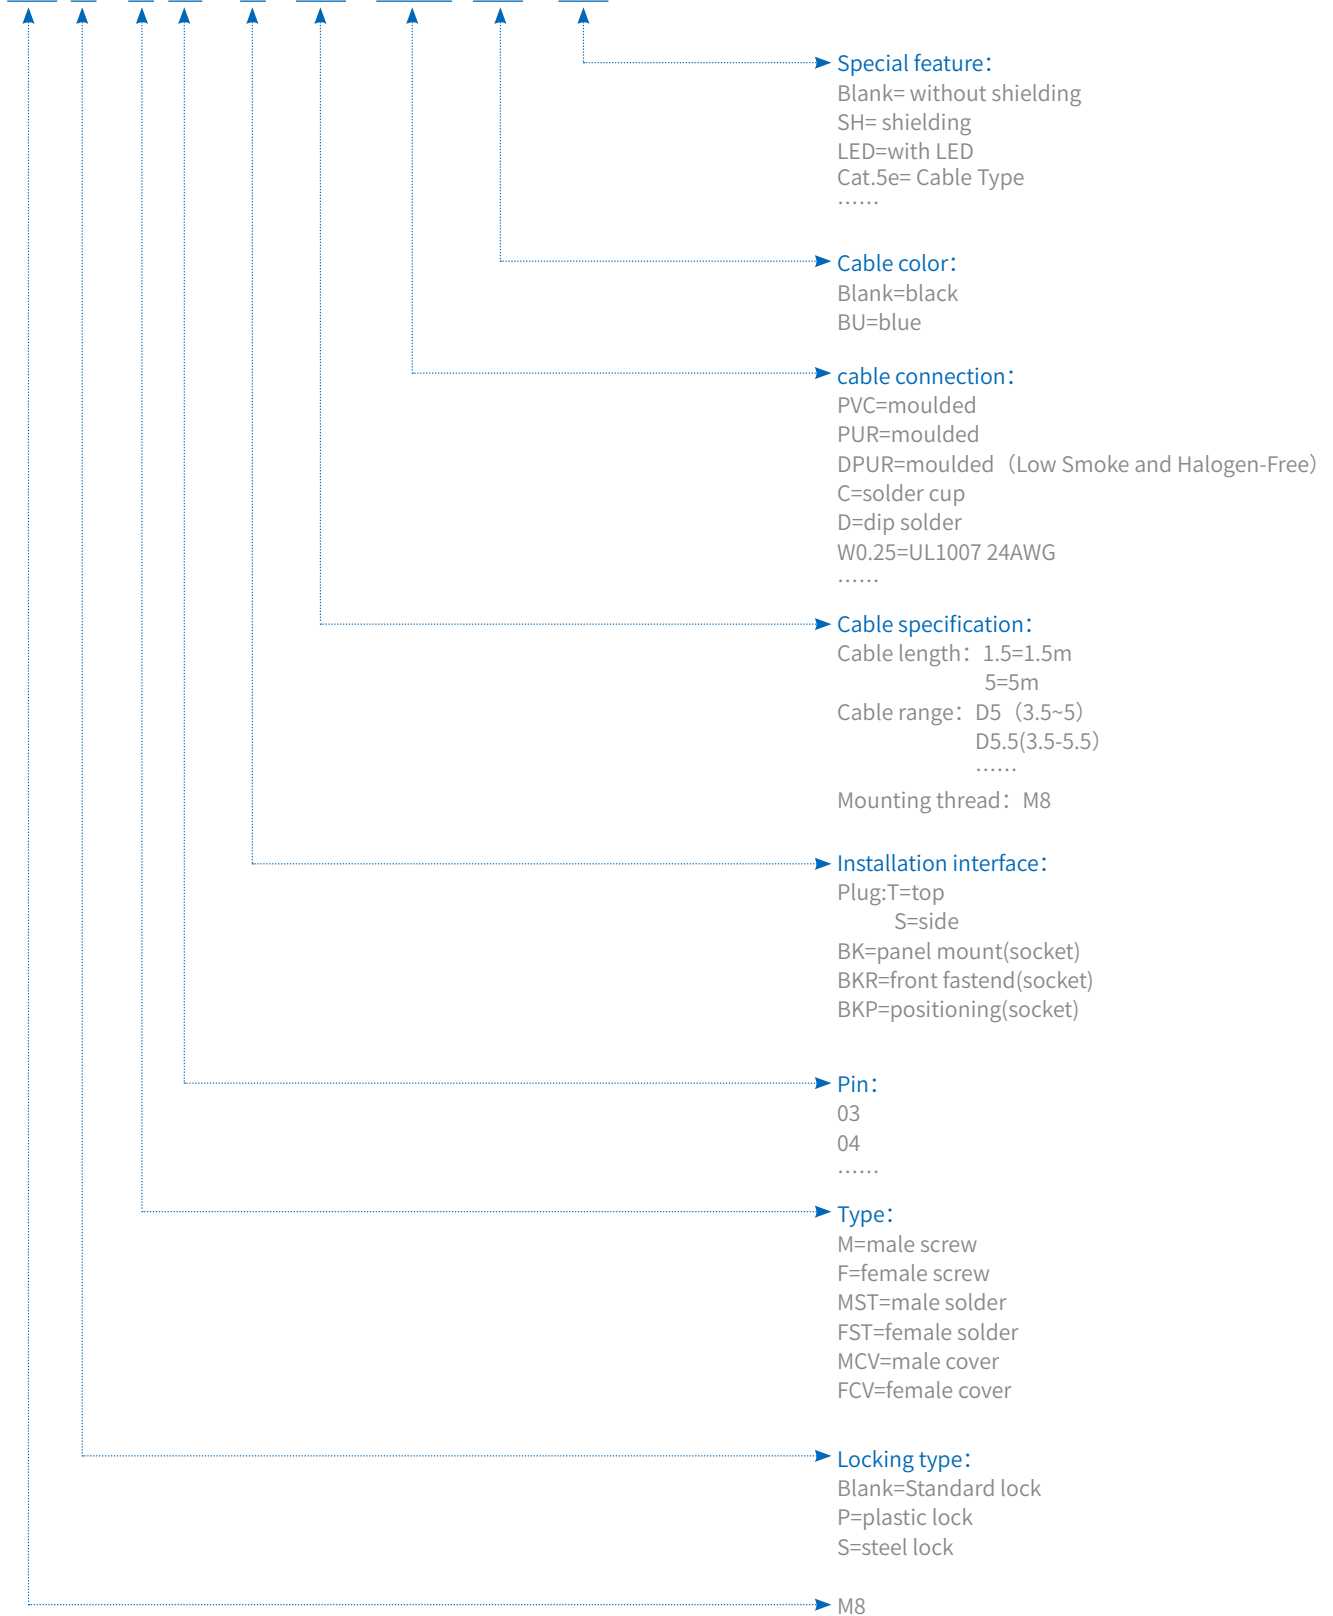 Special feature：
Blank= without shielding
SH= shielding
LED=with LED
Cat.5e= Cable Type
……
Cable color：
Blank=black
BU=blue
cable connection：
PVC=moulded
PUR=moulded
DPUR=moulded（Low Smoke and Halogen-Free）
C=solder cup
D=dip solder
W0.25=UL1007 24AWG
……
Cable specification：
Cable length：1.5=1.5m
5=5m
Cable range：D5（3.5~5）
D5.5(3.5-5.5）
……
Mounting thread：M8
Installation interface：
Plug:T=top
S=side
BK=panel mount(socket)
BKR=front fastend(socket)
BKP=positioning(socket)
Pin：
03
04
……
Type：
M=male screw
F=female screw
MST=male solder
FST=female solder
MCV=male cover
FCV=female cover
Locking type：
Blank=Standard lock
P=plastic lock
S=steel lock
M8